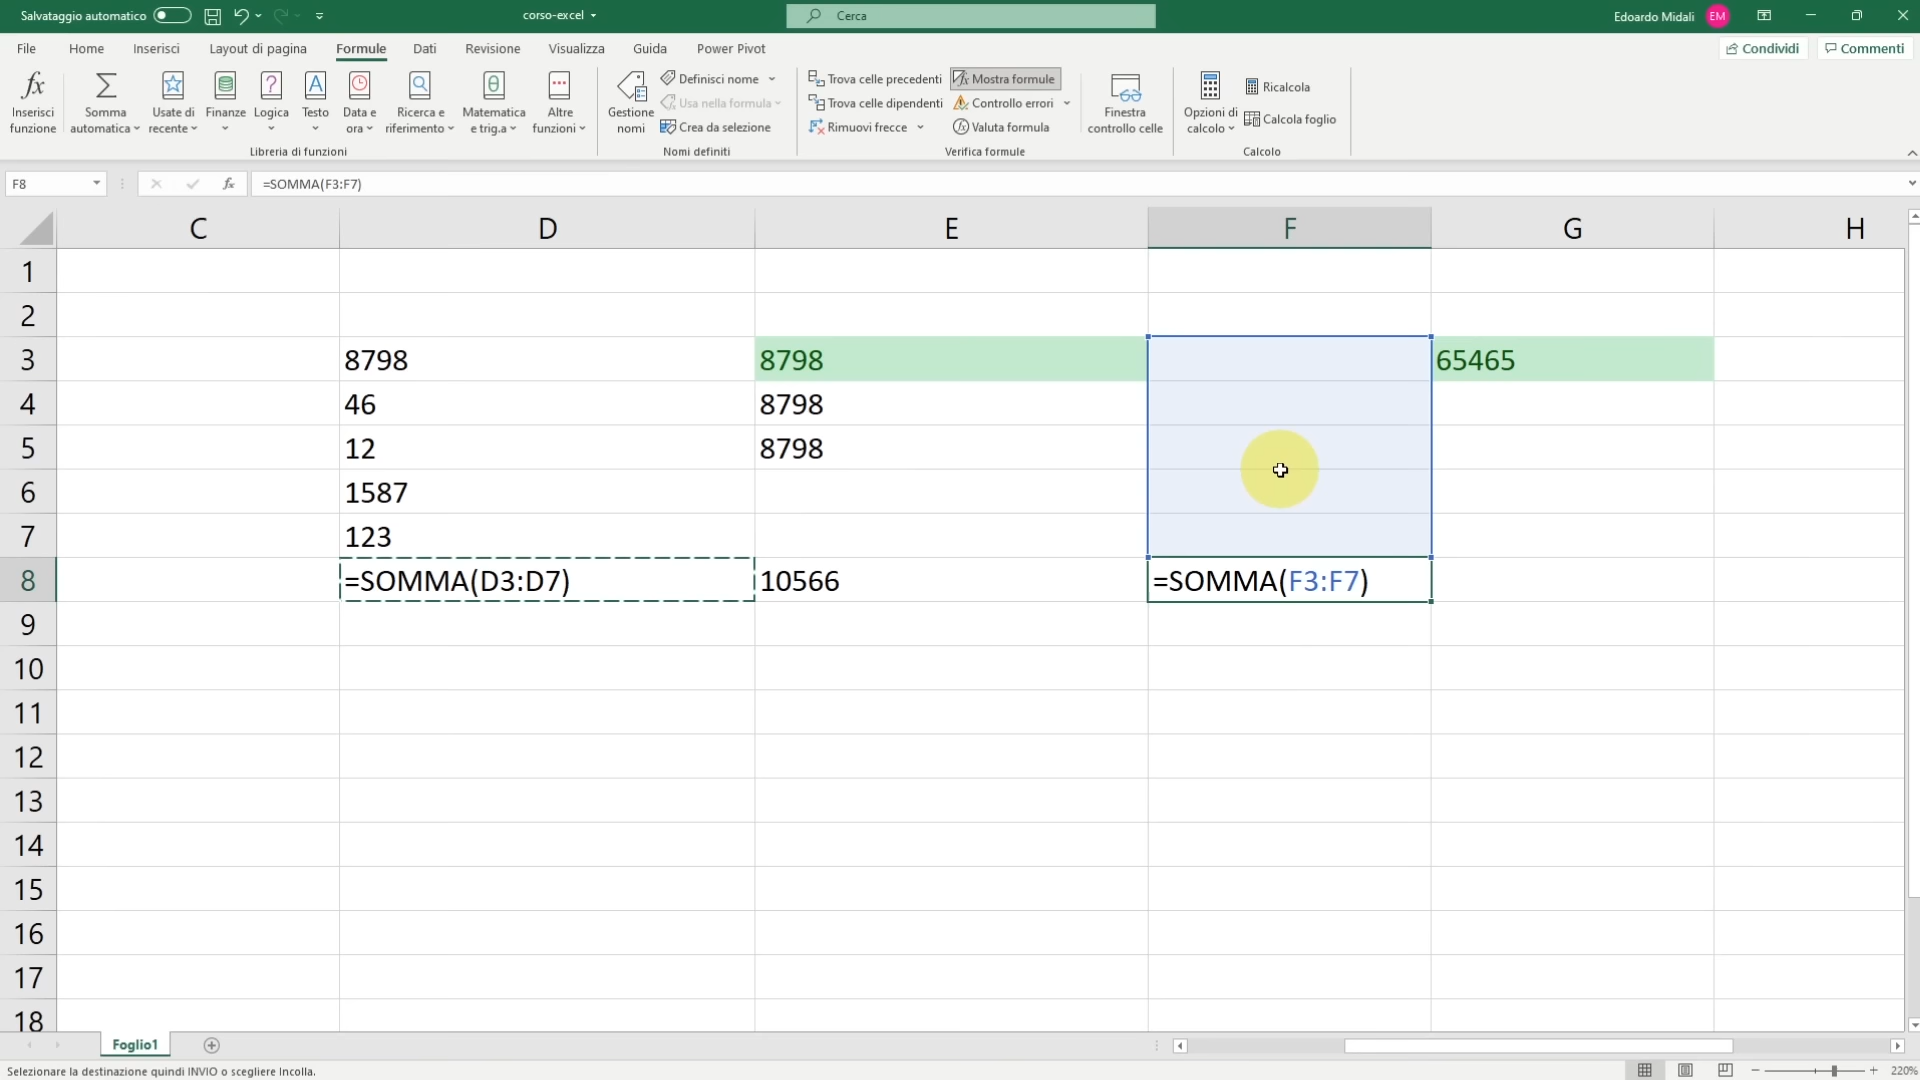 Salvataggio automatico
corso-excel
Cerca
Edoardo Midali
EM
File Home Inserisci Layout di pagina Formule Dati Revisione Visualizza Guida Power Pivot
Condividi
Commenti
Inserisci funzione
Somma automatica
Usate di recente
Finanze
Logica
Testo
Data e ora
Ricerca e riferimento
Matematica e trig.a
Altre funzioni
Libreria di funzioni
Gestione nomi
Definisci nome
Usa nella formula
Crea da selezione
Nomi definiti
Trova celle precedenti
Trova celle dipendenti
Rimuovi frecce
Mostra formule
Controllo errori
Valuta formula
Verifica formule
Finestra controllo celle
Opzioni di calcolo
Ricalcola
Calcola foglio
Calcolo
F8
fx
=SOMMA(F3:F7)
C D E F G H
1
2
3 8798 8798 65465
4 46 8798
5 12 8798
6 1587
7 123
8 =SOMMA(D3:D7) 10566 =SOMMA(F3:F7)
9
10
11
12
13
14
15
16
17
18
Foglio1
Selezionare la destinazione quindi INVIO o scegliere Incolla.
220%